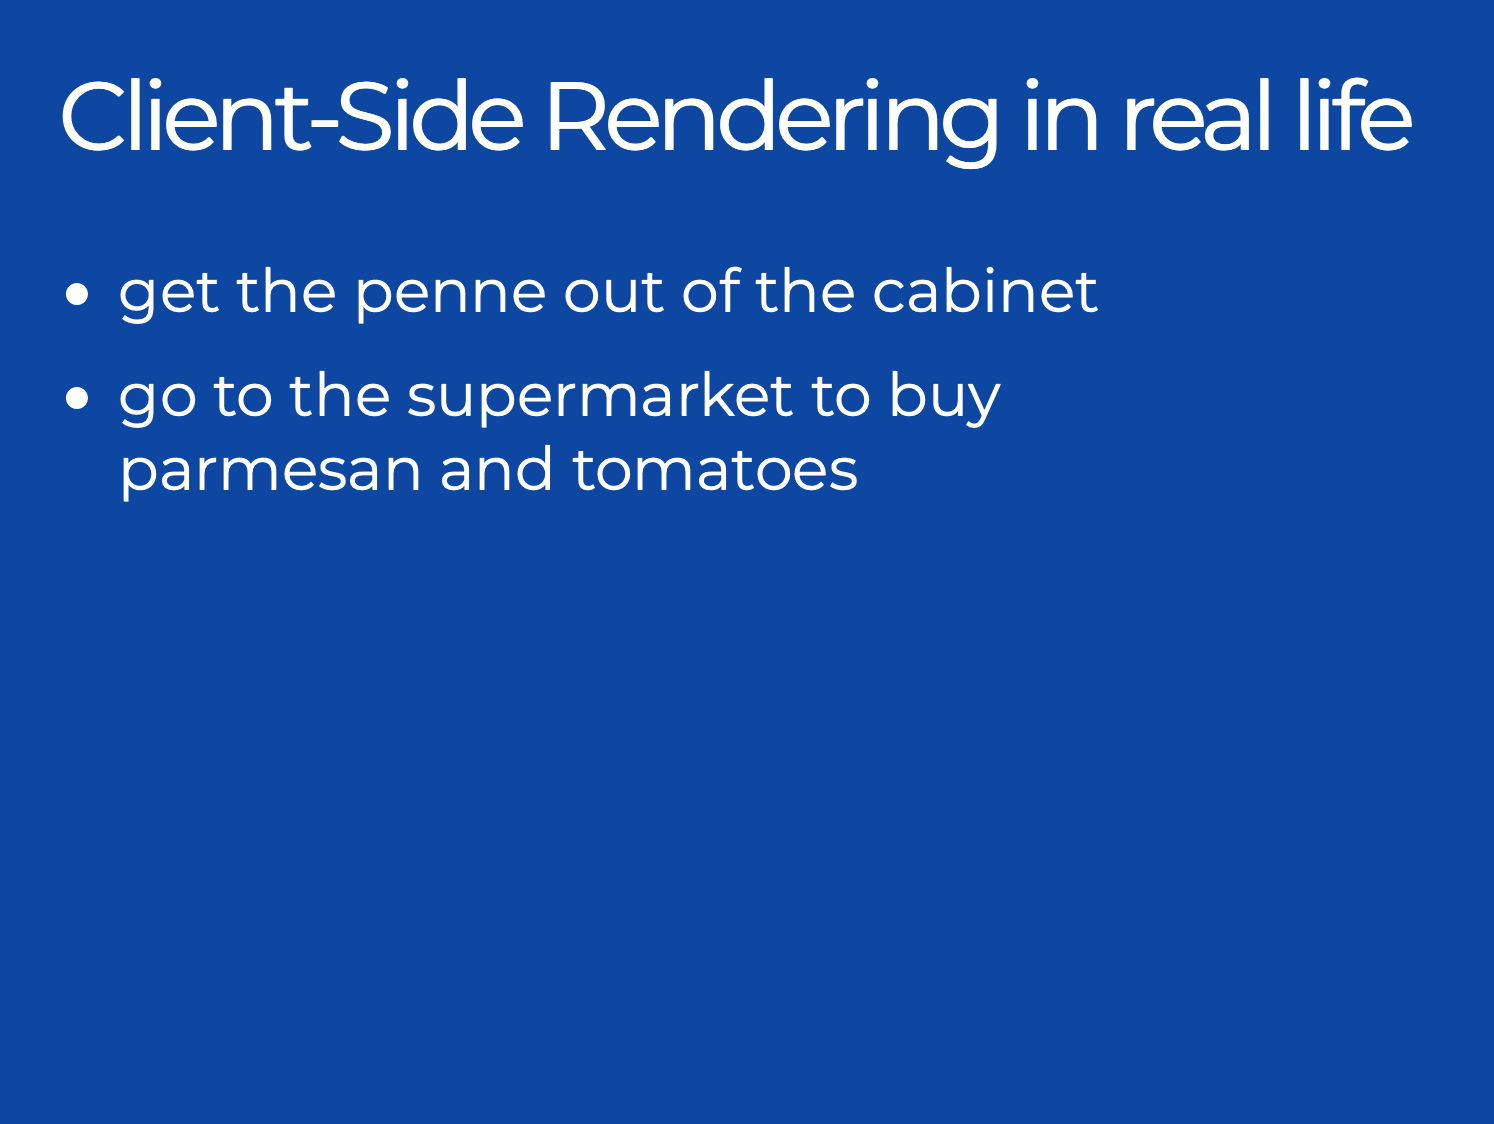 Client-Side Rendering in real life
• get the penne out of the cabinet
• go to the supermarket to buy
parmesan and tomatoes